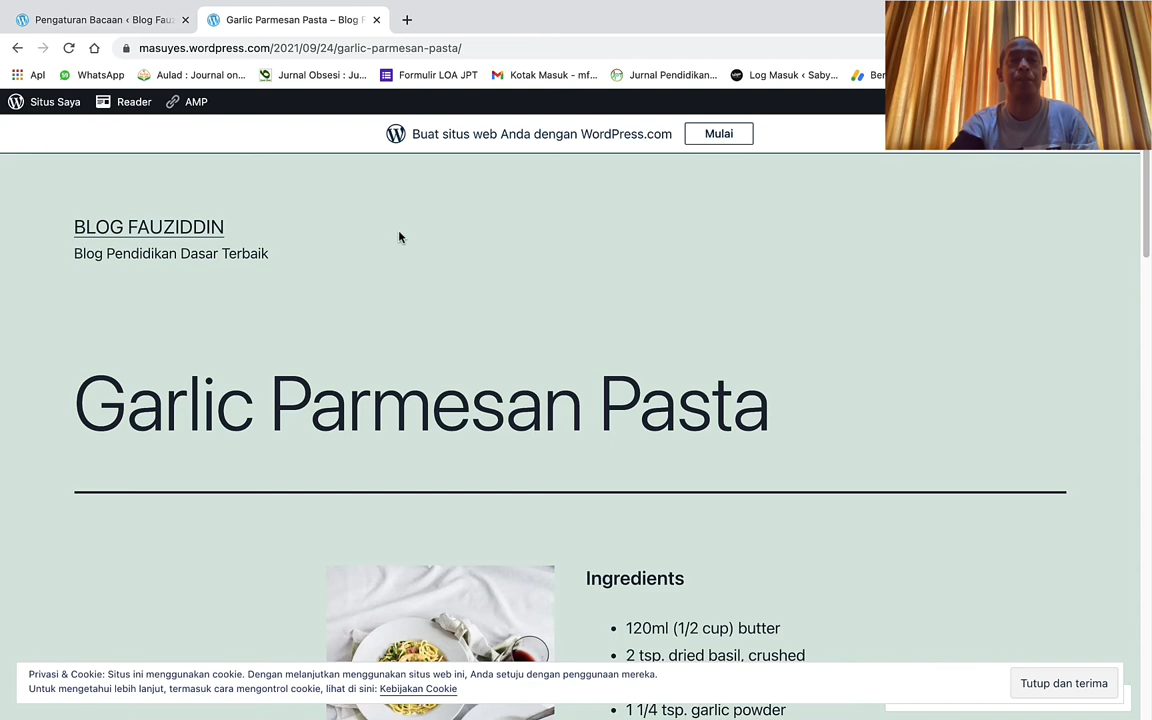 Pengaturan Bacaan ‹ Blog Fau
Garlic Parmesan Pasta – Blog F
masuyes.wordpress.com/2021/09/24/garlic-parmesan-pasta/
Apl WhatsApp Aulad : Journal on... Jurnal Obsesi : Ju... Formulir LOA JPT Kotak Masuk - mf... Jurnal Pendidikan... Log Masuk ‹ Saby... Ber
Situs Saya Reader AMP
Buat situs web Anda dengan WordPress.com Mulai
BLOG FAUZIDDIN
Blog Pendidikan Dasar Terbaik
Garlic Parmesan Pasta
Ingredients
• 120ml (1/2 cup) butter
• 2 tsp. dried basil, crushed
• 1 1/4 tsp. garlic powder
Privasi & Cookie: Situs ini menggunakan cookie. Dengan melanjutkan menggunakan situs web ini, Anda setuju dengan penggunaan mereka.
Untuk mengetahui lebih lanjut, termasuk cara mengontrol cookie, lihat di sini: Kebijakan Cookie
Tutup dan terima